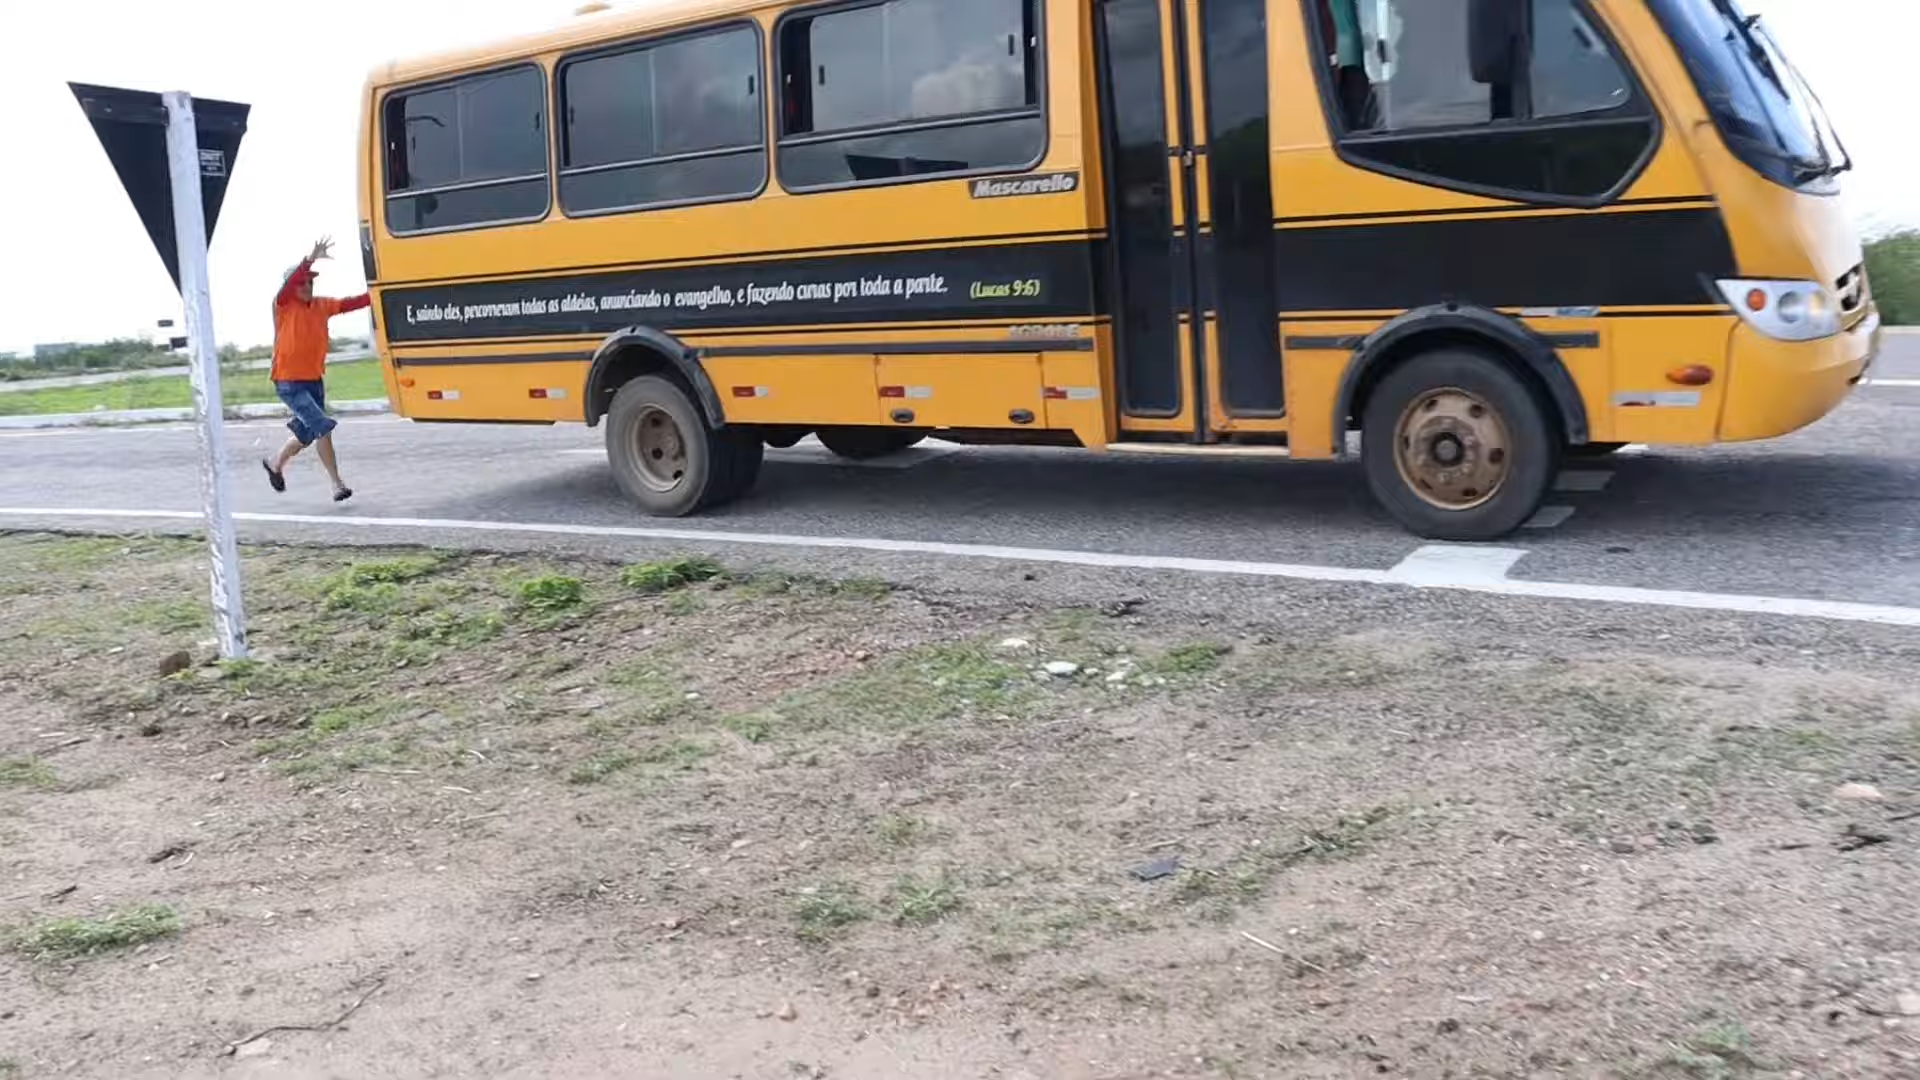 Mascarello
E, saindo eles, percorreram todas as aldeias, anunciando o evangelho, e fazendo curas por toda a parte. (Lucas 9:6)